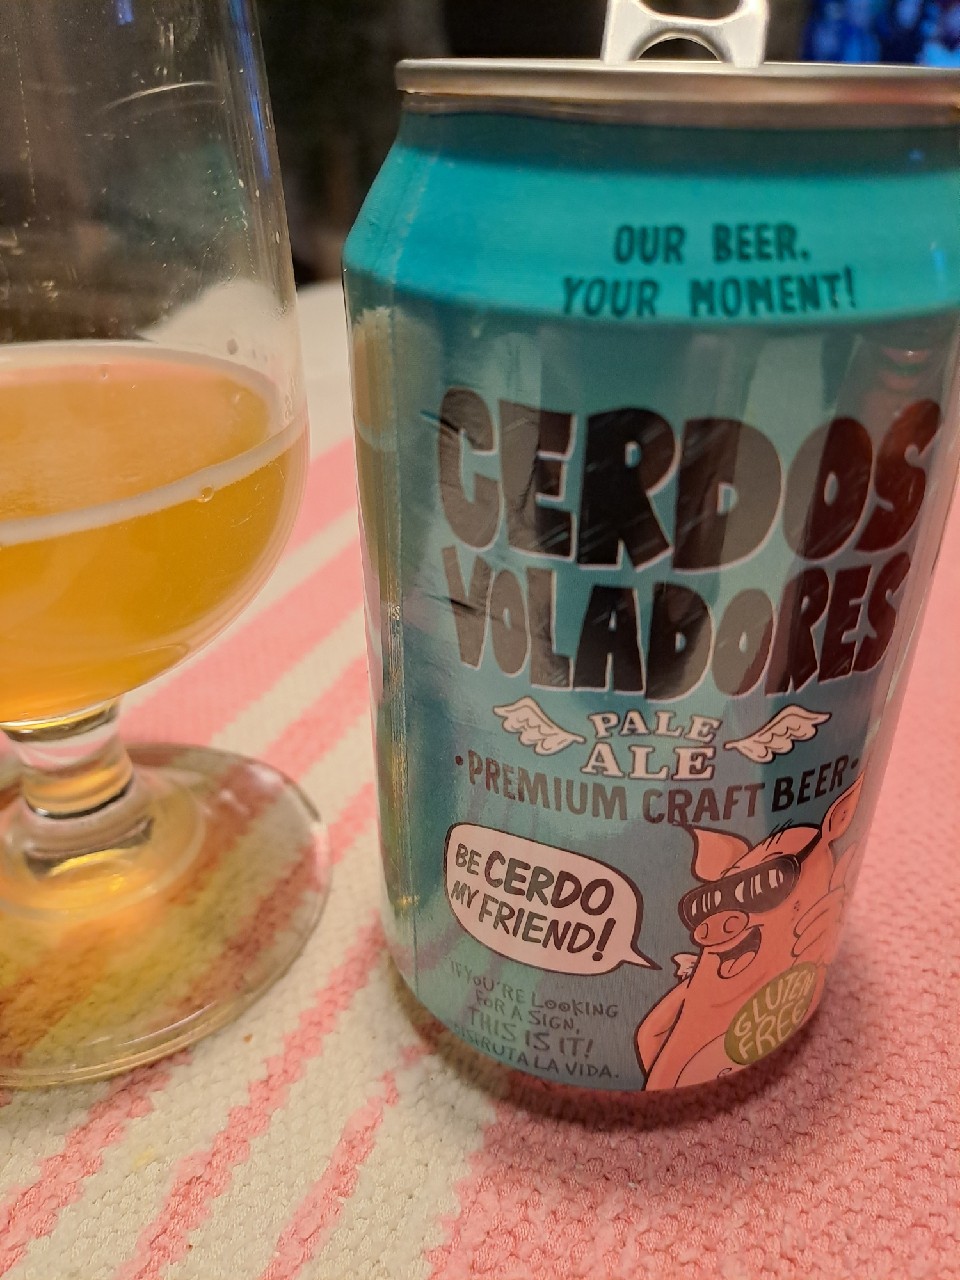 OUR BEER.
YOUR MOMENT!
CERDOS
VOLADORES
PALE
ALE
·PREMIUM CRAFT BEER·
BE CERDO
MY FRIEND!
IF YOU'RE LOOKING
FOR A SIGN,
THIS IS IT!
DISFRUTA LA VIDA.
GLUTEN
FREE